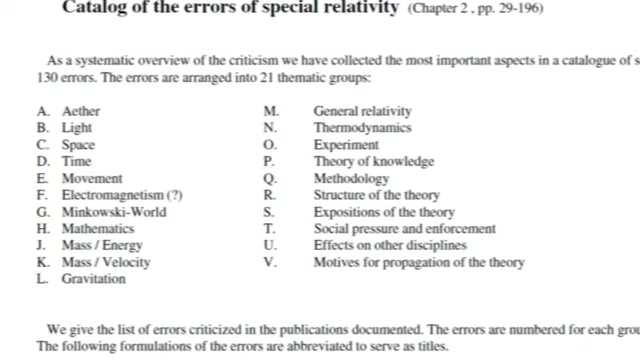 Catalog of the errors of special relativity (Chapter 2 , pp. 29-196)
As a systematic overview of the criticism we have collected the most important aspects in a catalogue of
130 errors. The errors are arranged into 21 thematic groups:
A. Aether M. General relativity
B. Light N. Thermodynamics
C. Space O. Experiment
D. Time P. Theory of knowledge
E. Movement Q. Methodology
F. Electromagnetism (?) R. Structure of the theory
G. Minkowski-World S. Expositions of the theory
H. Mathematics T. Social pressure and enforcement
J. Mass / Energy U. Effects on other disciplines
K. Mass / Velocity V. Motives for propagation of the theory
L. Gravitation
We give the list of errors criticized in the publications documented. The errors are numbered for each
The following formulations of the errors are abbreviated to serve as titles.